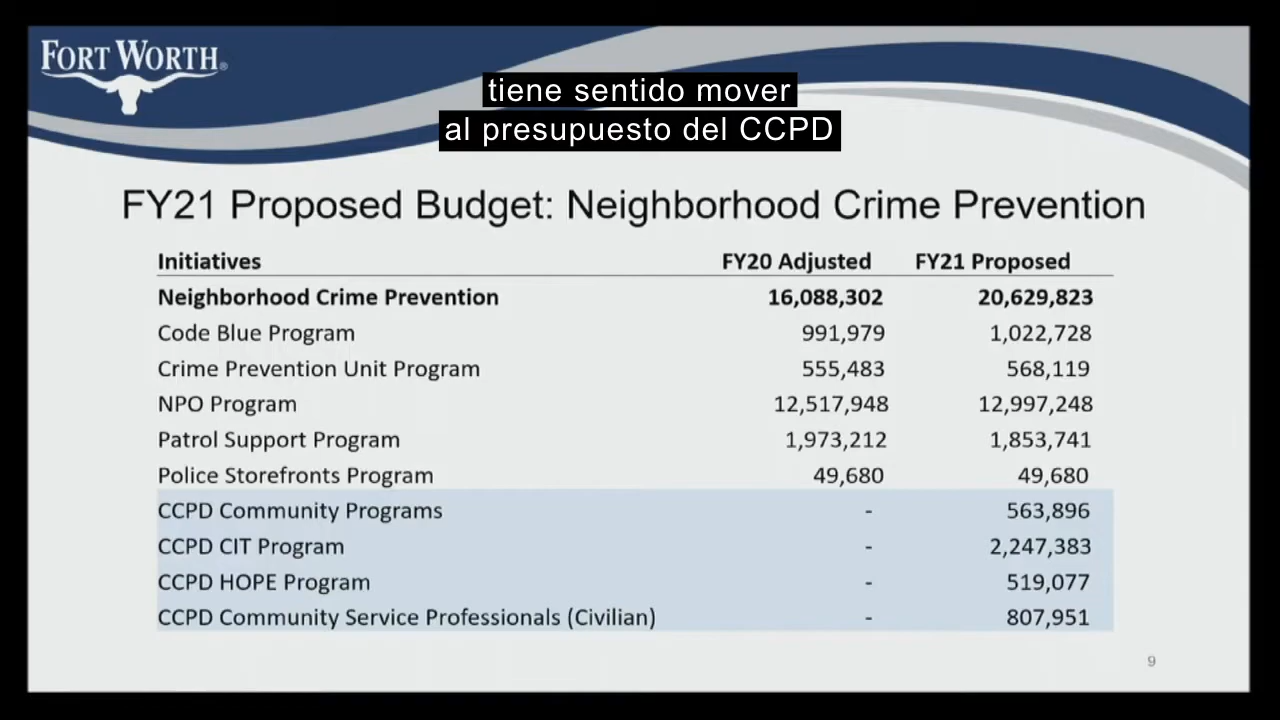 FORT WORTH®
tiene sentido mover
al presupuesto del CCPD
FY21 Proposed Budget: Neighborhood Crime Prevention
Initiatives FY20 Adjusted FY21 Proposed
Neighborhood Crime Prevention 16,088,302 20,629,823
Code Blue Program 991,979 1,022,728
Crime Prevention Unit Program 555,483 568,119
NPO Program 12,517,948 12,997,248
Patrol Support Program 1,973,212 1,853,741
Police Storefronts Program 49,680 49,680
CCPD Community Programs - 563,896
CCPD CIT Program - 2,247,383
CCPD HOPE Program - 519,077
CCPD Community Service Professionals (Civilian) - 807,951
9